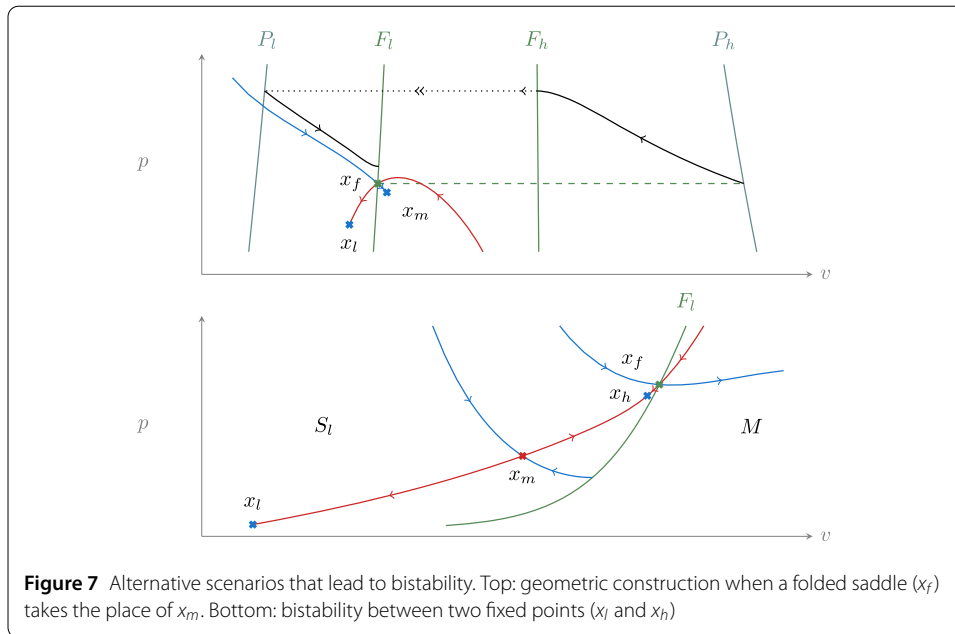 P_l F_l F_h P_h
p
x_f
x_m
x_l
v
F_l
x_f
x_h
p S_l M
x_m
x_l
v
Figure 7 Alternative scenarios that lead to bistability. Top: geometric construction when a folded saddle (x_f)
takes the place of x_m. Bottom: bistability between two fixed points (x_l and x_h)